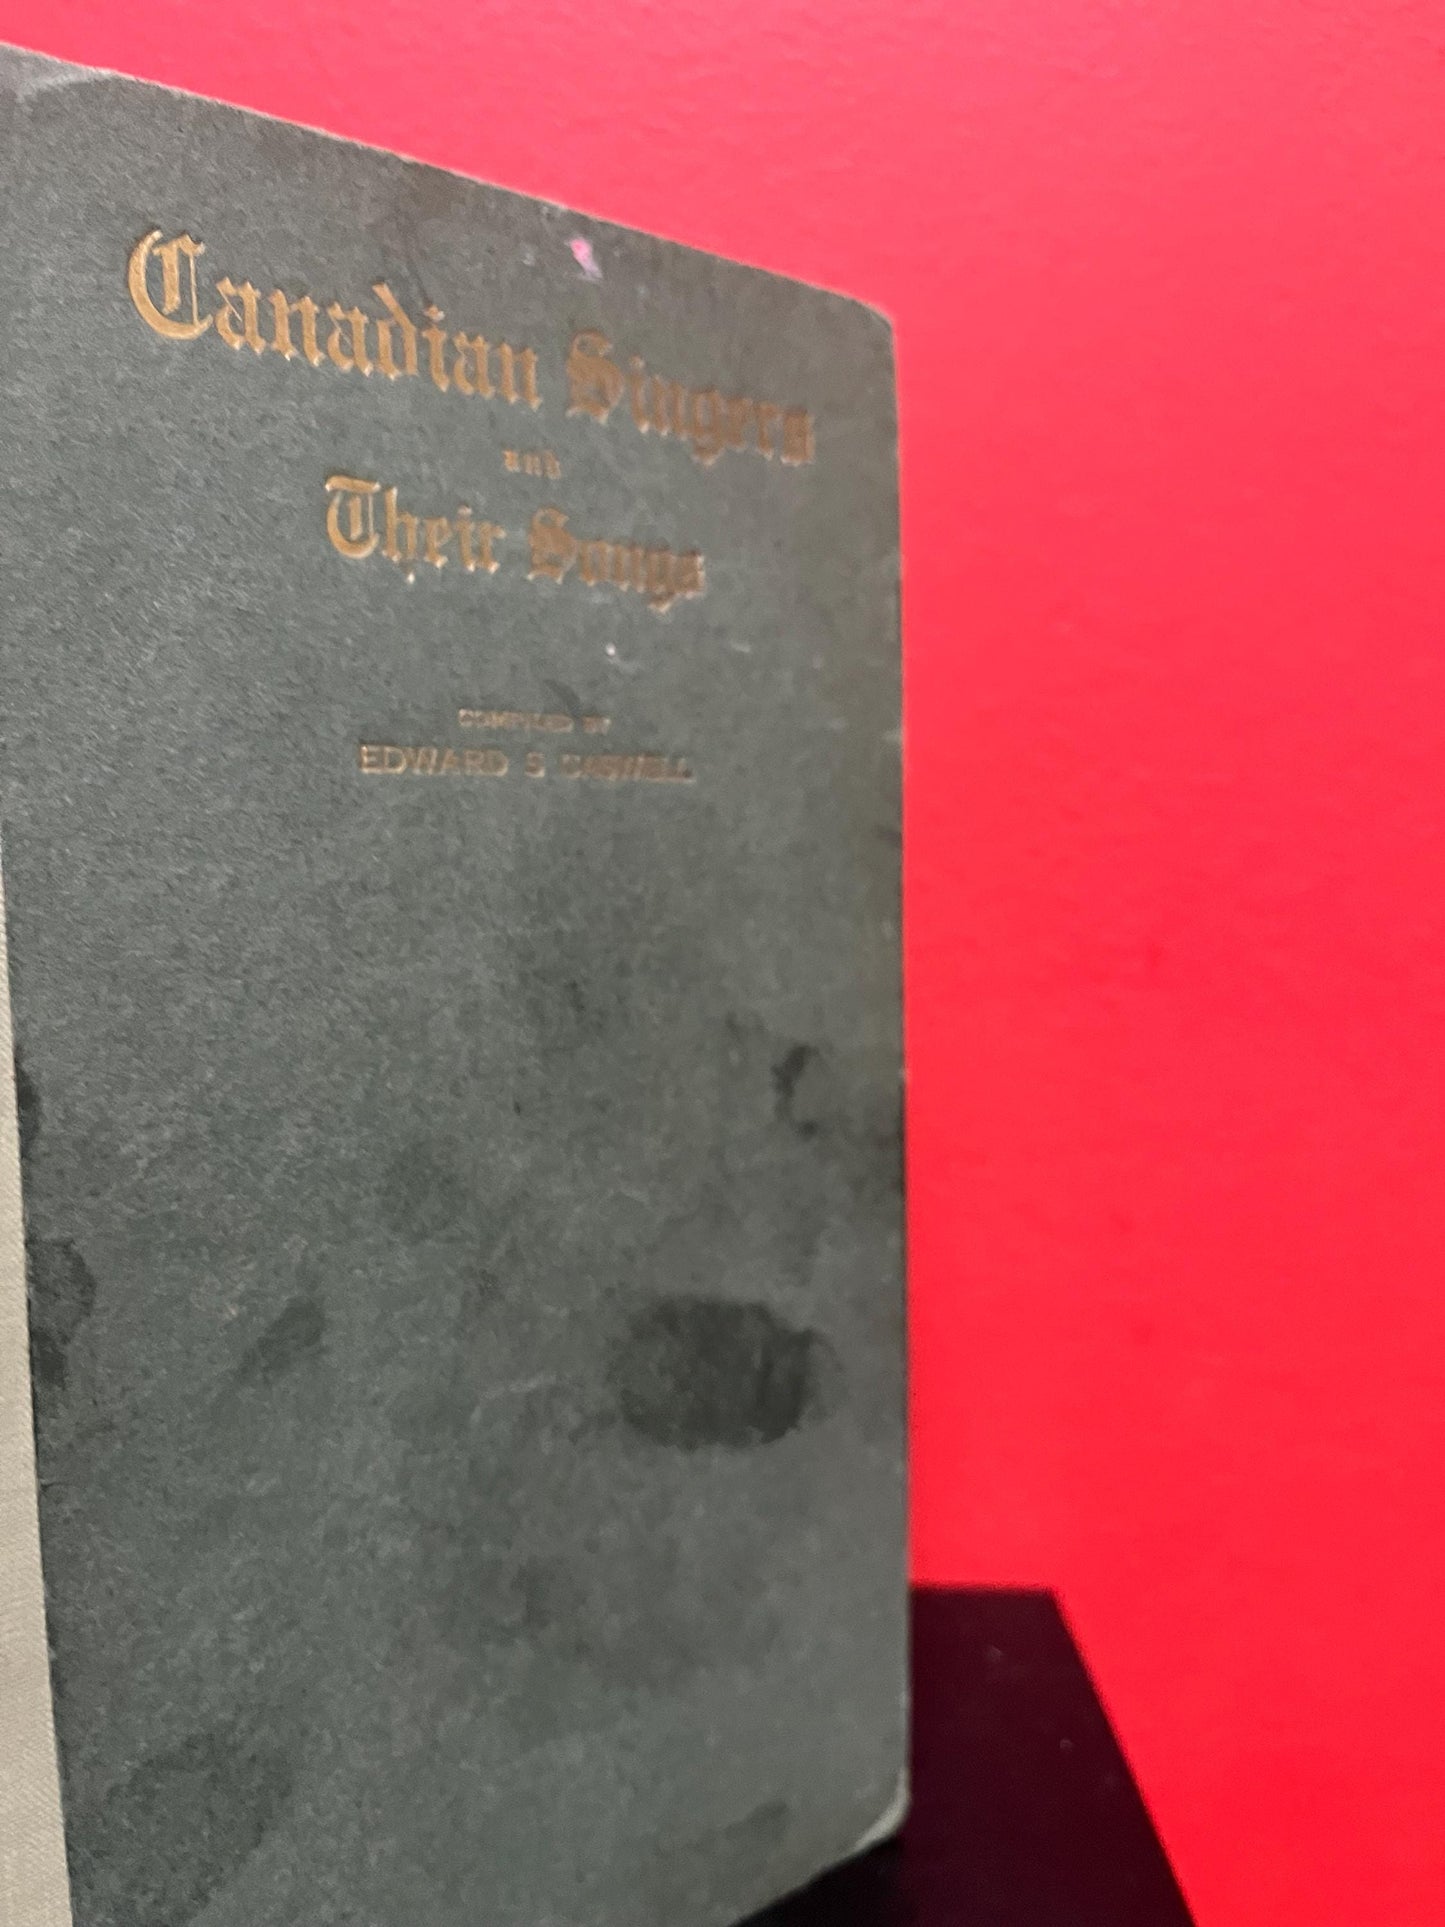 Canadian Singers
and
Their Songs
COMPILED BY
EDWARD S CASWELL